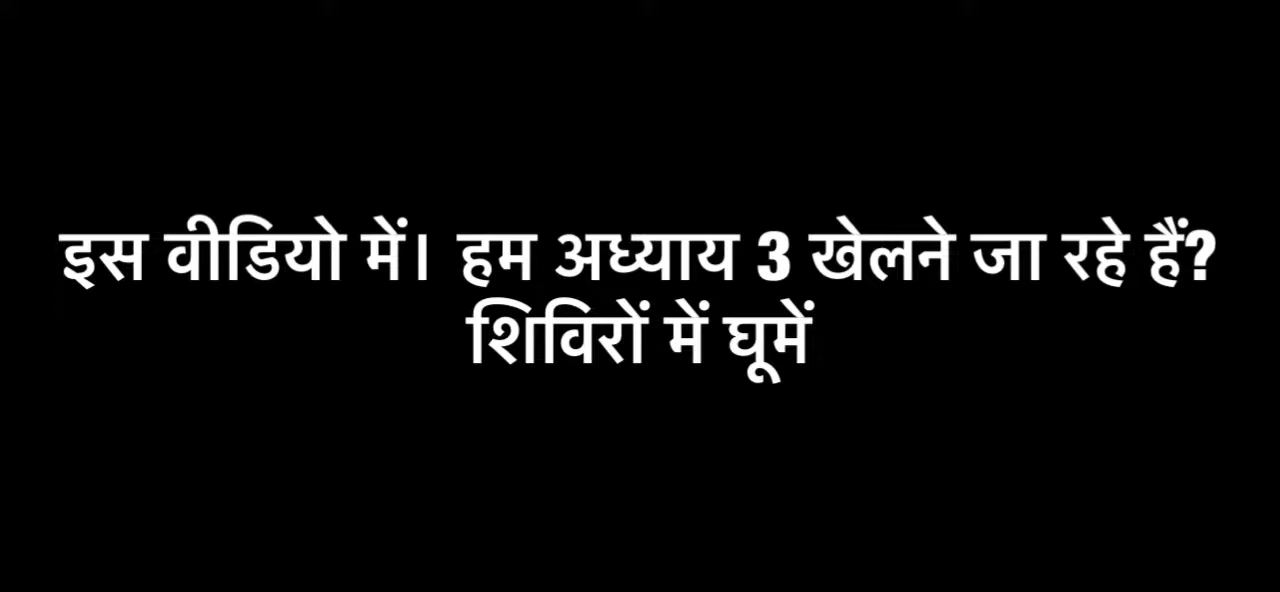 इस वीडियो में। हम अध्याय 3 खेलने जा रहे हैं?
शिविरों में घूमें